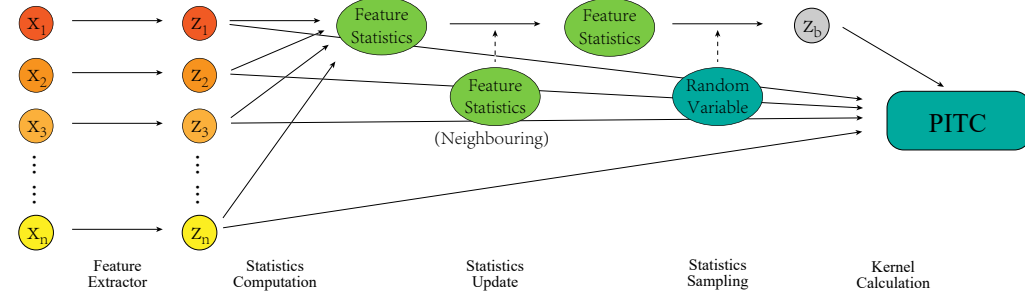 x1 z1 Feature Statistics Feature Statistics zb
x2 z2 Feature Statistics Random Variable
x3 z3 (Neighbouring) PITC
xn zn
Feature Extractor
Statistics Computation
Statistics Update
Statistics Sampling
Kernel Calculation